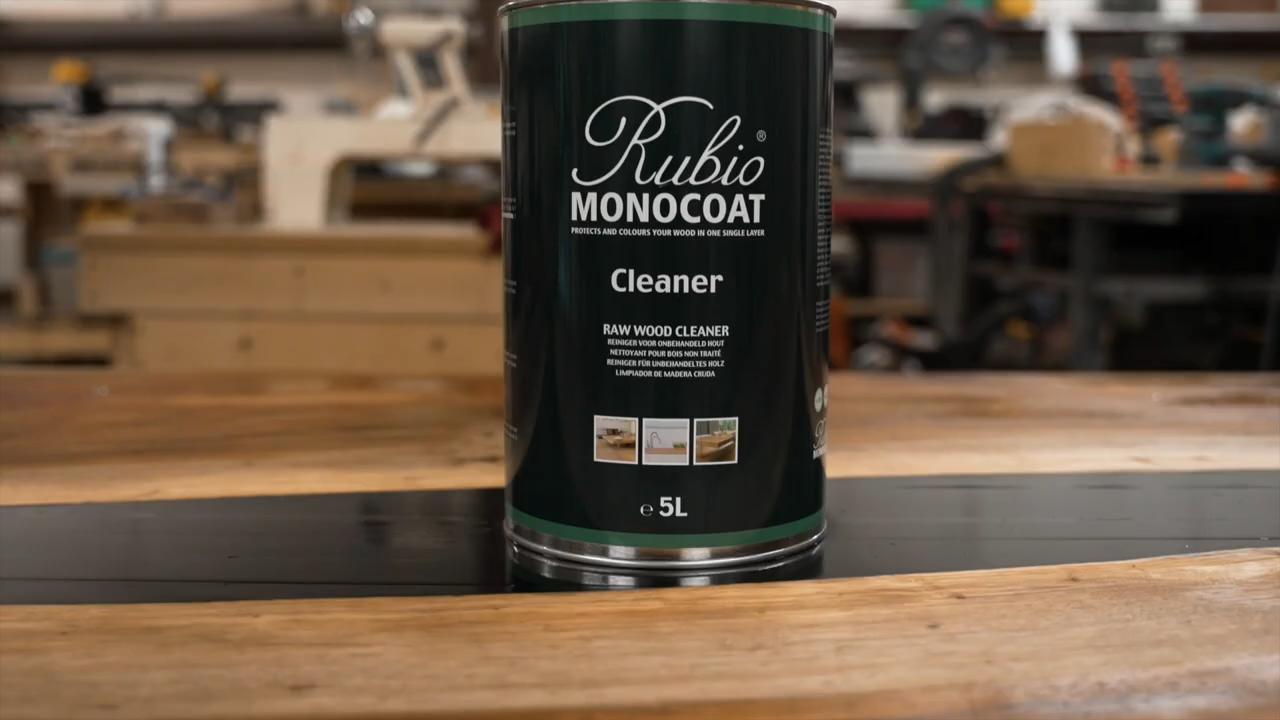 Rubio®
MONOCOAT
PROTECTS AND COLOURS YOUR WOOD IN ONE SINGLE LAYER
Cleaner
RAW WOOD CLEANER
REINIGER VOOR ONBEHANDELD HOUT
NETTOYANT POUR BOIS NON TRAITÉ
REINIGER FÜR UNBEHANDELTES HOLZ
LIMPIADOR DE MADERA CRUDA
℮ 5L